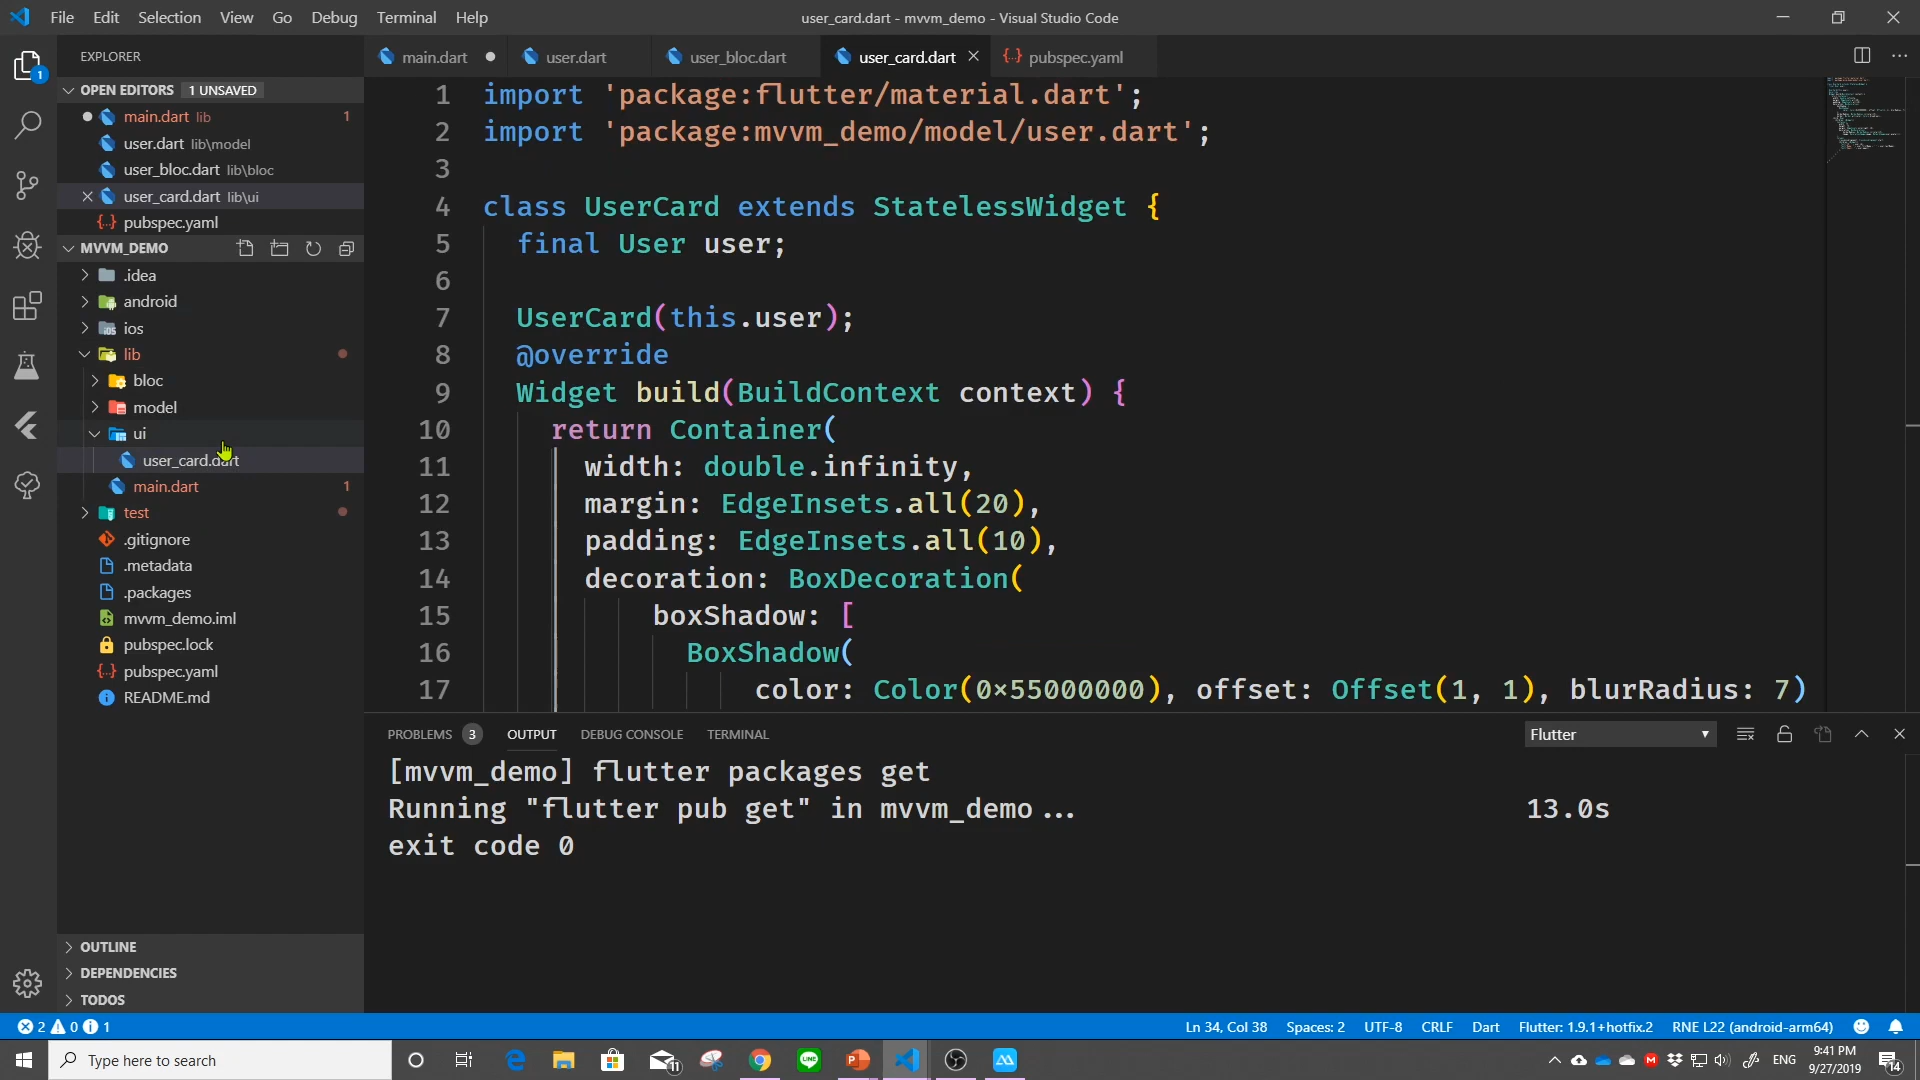 File Edit Selection View Go Debug Terminal Help
user_card.dart - mvvm_demo - Visual Studio Code
EXPLORER
main.dart
user.dart
user_bloc.dart
user_card.dart
pubspec.yaml
1
OPEN EDITORS 1 UNSAVED
main.dart lib 1
user.dart lib\model
user_bloc.dart lib\bloc
user_card.dart lib\ui
pubspec.yaml
MVVM_DEMO
.idea
android
ios
lib
bloc
model
ui
user_card.dart
main.dart 1
test
.gitignore
.metadata
.packages
mvvm_demo.iml
pubspec.lock
pubspec.yaml
README.md
OUTLINE
DEPENDENCIES
TODOS
1 import 'package:flutter/material.dart';
2 import 'package:mvvm_demo/model/user.dart';
3
4 class UserCard extends StatelessWidget {
5 final User user;
6
7 UserCard(this.user);
8 @override
9 Widget build(BuildContext context) {
10 return Container(
11 width: double.infinity,
12 margin: EdgeInsets.all(20),
13 padding: EdgeInsets.all(10),
14 decoration: BoxDecoration(
15 boxShadow: [
16 BoxShadow(
17 color: Color(0×55000000), offset: Offset(1, 1), blurRadius: 7)
PROBLEMS 3 OUTPUT DEBUG CONSOLE TERMINAL Flutter
[mvvm_demo] flutter packages get
Running "flutter pub get" in mvvm_demo... 13.0s
exit code 0
2 0 1 Ln 34, Col 38 Spaces: 2 UTF-8 CRLF Dart Flutter: 1.9.1+hotfix.2 RNE L22 (android-arm64)
Type here to search
11
ENG
9:41 PM
9/27/2019
14